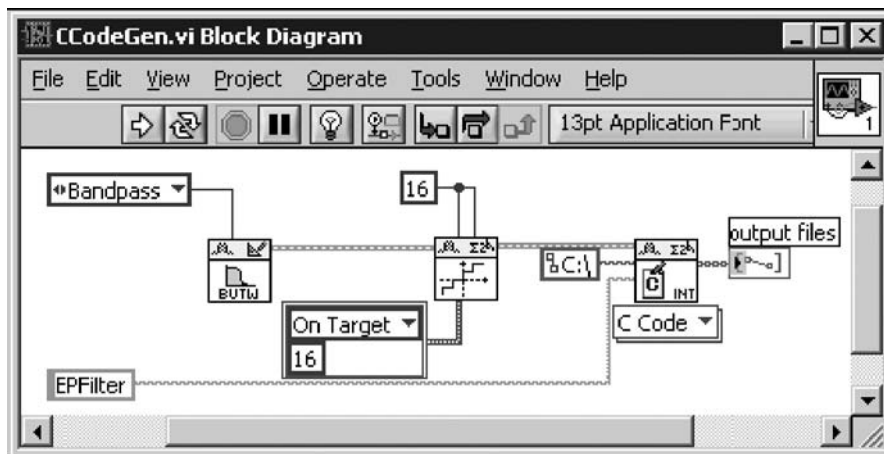 CCodeGen.vi Block Diagram
File Edit View Project Operate Tools Window Help
13pt Application Font
1
Bandpass
16
output files
C:\
BUTW
C
INT
On Target
C Code
16
EPFilter